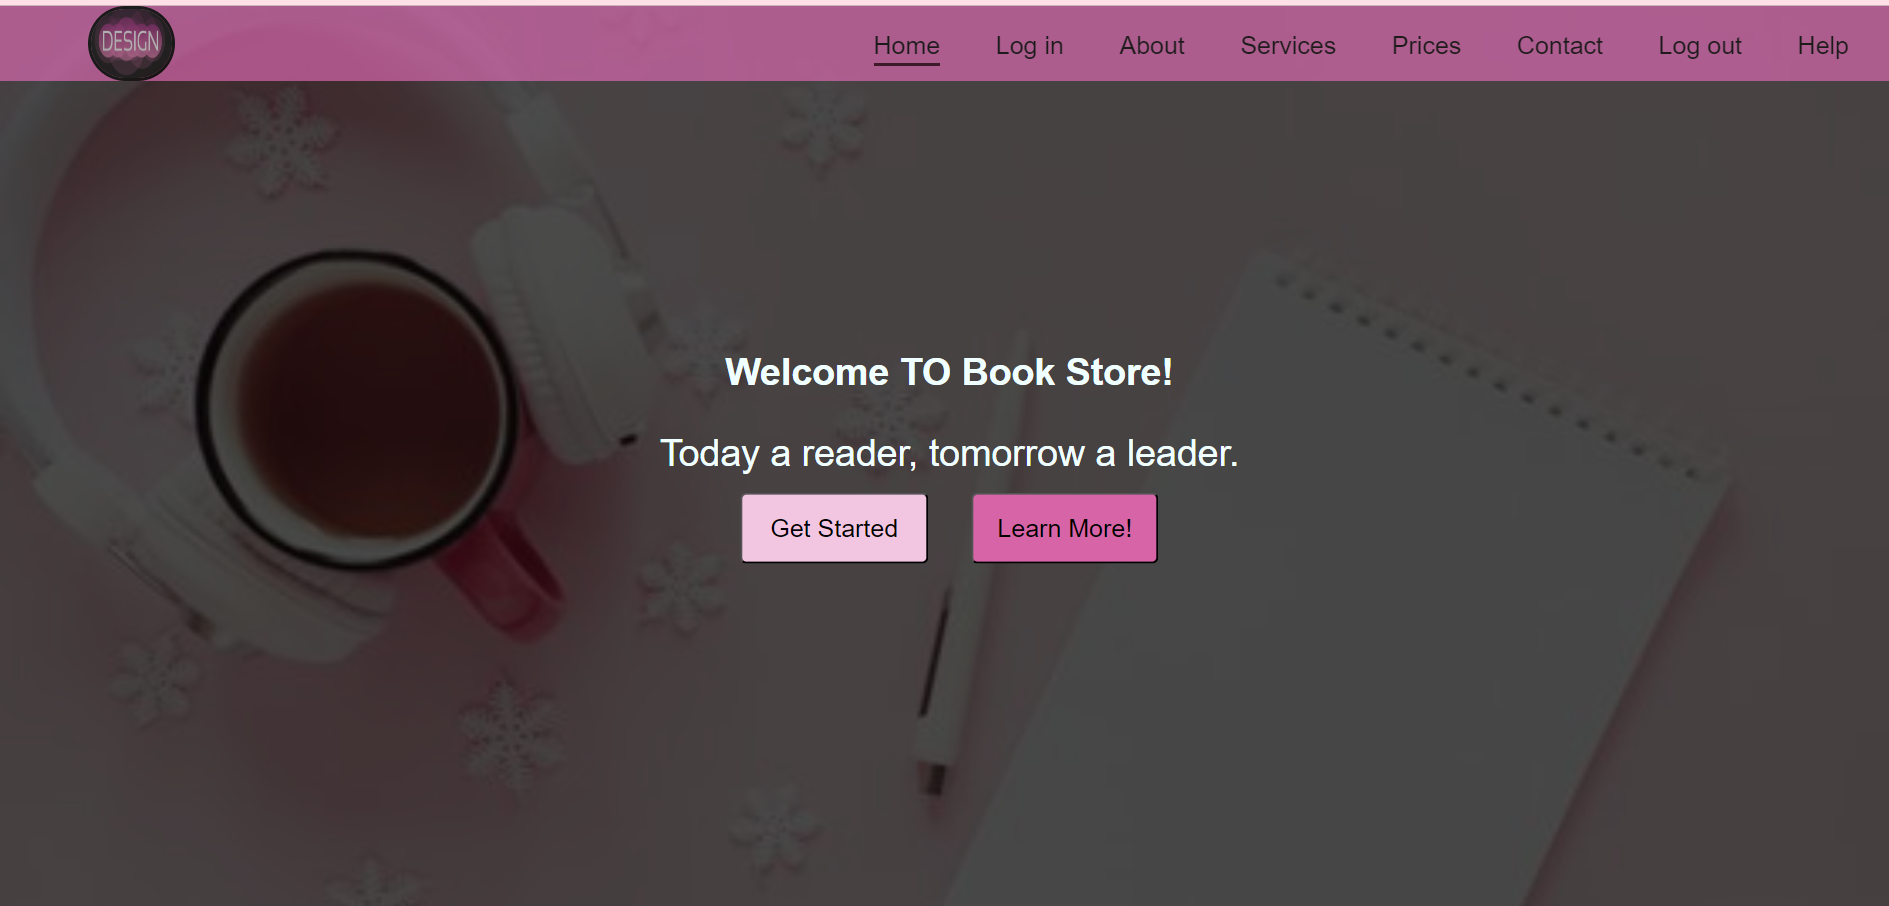 DESIGN
Home Log in About Services Prices Contact Log out Help
Welcome TO Book Store!
Today a reader, tomorrow a leader.
Get Started Learn More!